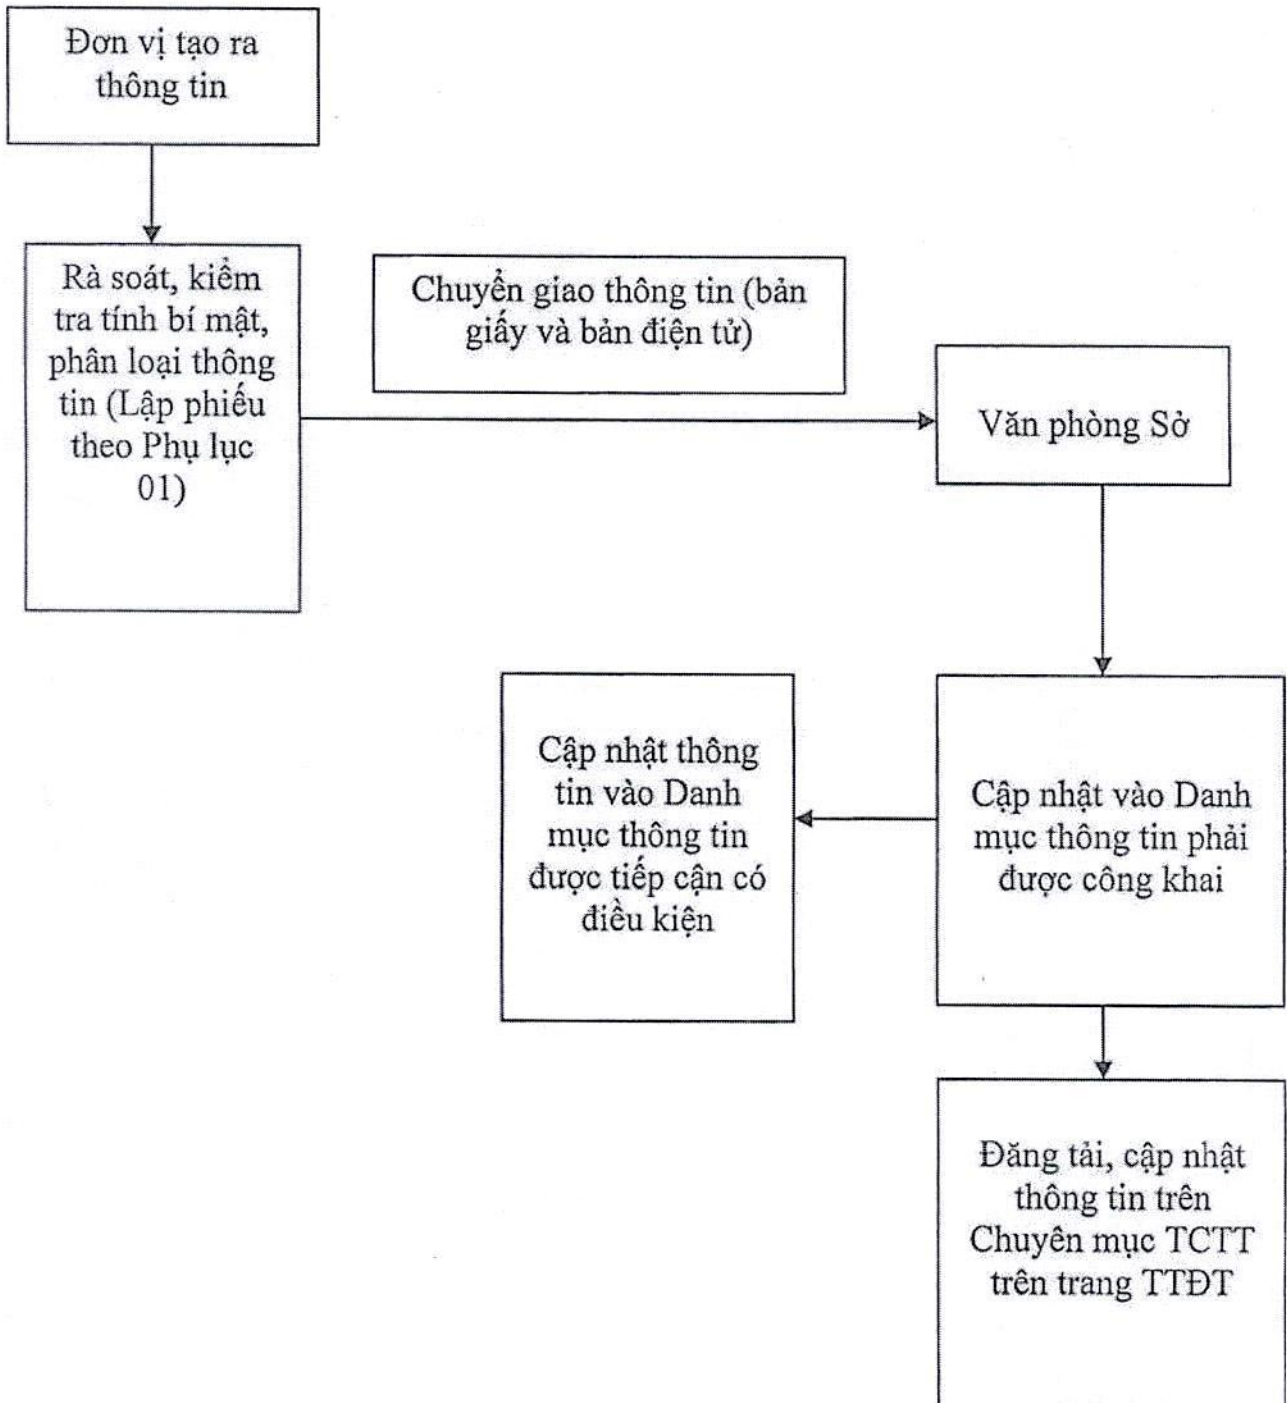 Đơn vị tạo ra
thông tin
Rà soát, kiểm
tra tính bí mật,
phân loại thông
tin (Lập phiếu
theo Phụ lục
01)
Chuyển giao thông tin (bản
giấy và bản điện tử)
Văn phòng Sở
Cập nhật thông
tin vào Danh
mục thông tin
được tiếp cận có
điều kiện
Cập nhật vào Danh
mục thông tin phải
được công khai
Đăng tải, cập nhật
thông tin trên
Chuyên mục TCTT
trên trang TTĐT